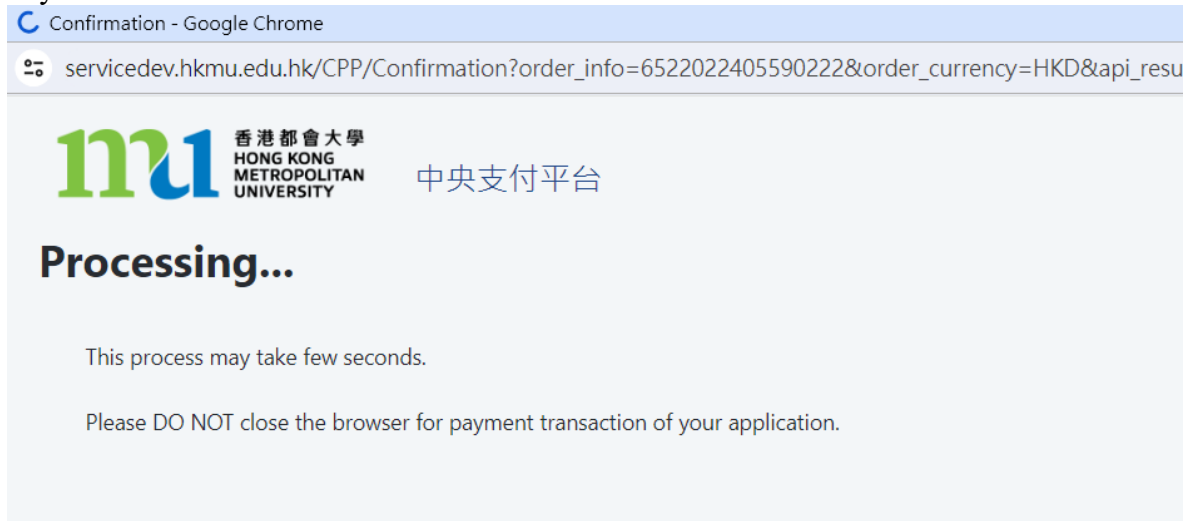 Confirmation - Google Chrome
servicedev.hkmu.edu.hk/CPP/Confirmation?order_info=6522022405590222&order_currency=HKD&api_resu
香港都會大學
HONG KONG
METROPOLITAN
UNIVERSITY
中央支付平台
Processing...
This process may take few seconds.
Please DO NOT close the browser for payment transaction of your application.